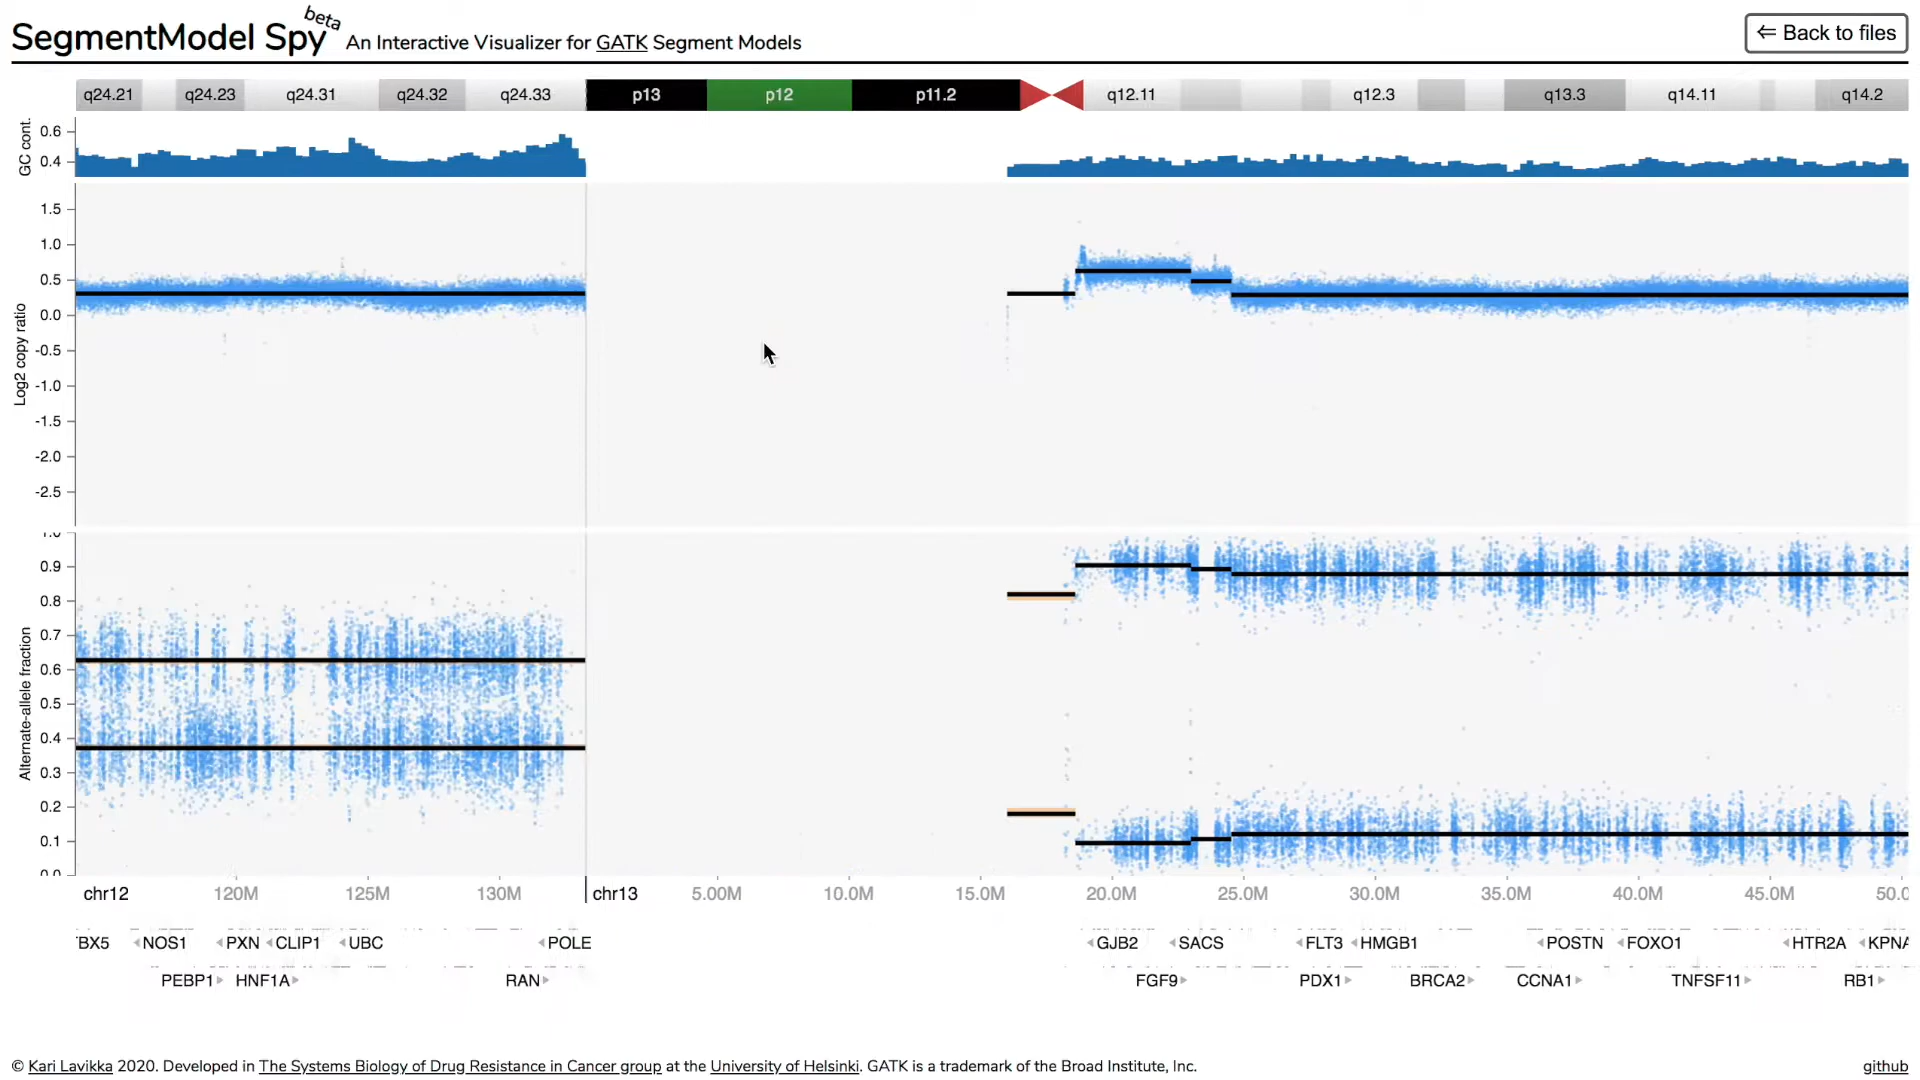 SegmentModel Spy beta An Interactive Visualizer for GATK Segment Models
⇐ Back to files
q24.21 q24.23 q24.31 q24.32 q24.33 p13 p12 p11.2 q12.11 q12.3 q13.3 q14.11 q14.2
GC cont.
0.6
0.4
Log2 copy ratio
1.5
1.0
0.5
0.0
-0.5
-1.0
-1.5
-2.0
-2.5
Alternate-allele fraction
1.0
0.9
0.8
0.7
0.6
0.5
0.4
0.3
0.2
0.1
0.0
chr12 120M 125M 130M chr13 5.00M 10.0M 15.0M 20.0M 25.0M 30.0M 35.0M 40.0M 45.0M 50.0
BX5 NOS1 PXN CLIP1 UBC POLE GJB2 SACS FLT3 HMGB1 POSTN FOXO1 HTR2A KPNA
PEBP1 HNF1A RAN FGF9 PDX1 BRCA2 CCNA1 TNFSF11 RB1
© Kari Lavikka 2020. Developed in The Systems Biology of Drug Resistance in Cancer group at the University of Helsinki. GATK is a trademark of the Broad Institute, Inc.
github